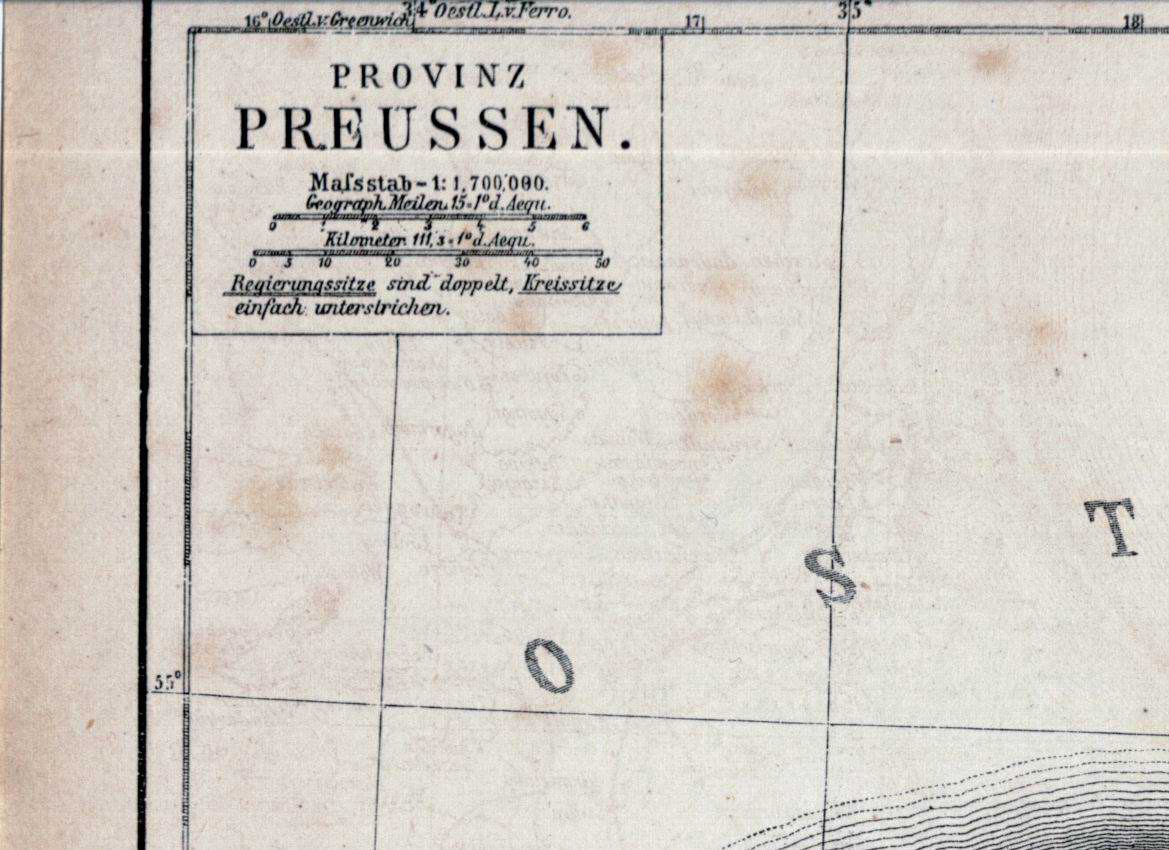 16° Oestl.v.Greenwich 34° Oestl.L.v.Ferro. 17 35° 18
PROVINZ
PREUSSEN.
Maſsstab = 1: 1,700,000.
Geograph.Meilen.15=1° d.Aequ.
0 1 2 3 4 5 6
Kilometer. 111,3=1° d.Aequ.
0 5 10 20 30 40 50
Regierungssitze sind doppelt, Kreissitze
einfach unterstrichen.
T
S
O
55°